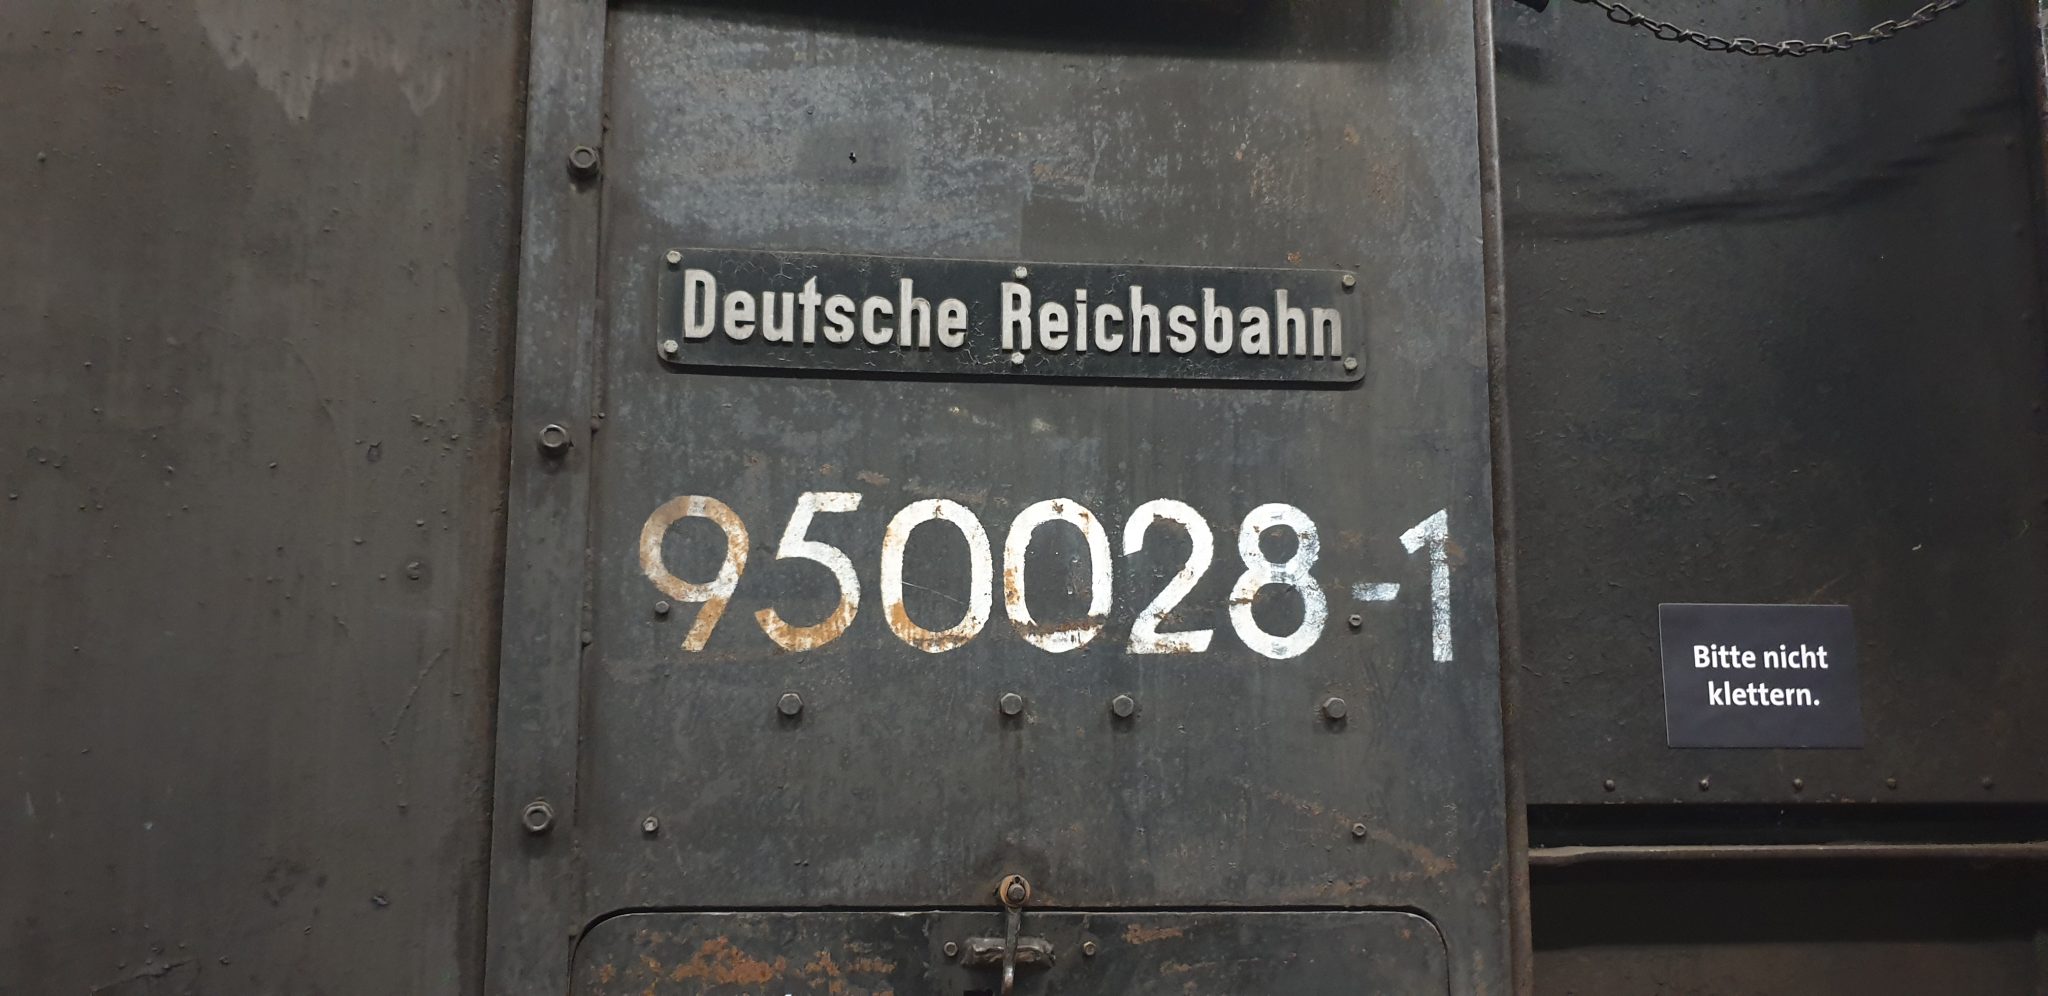 Deutsche Reichsbahn
950028-1
Bitte nicht
klettern.